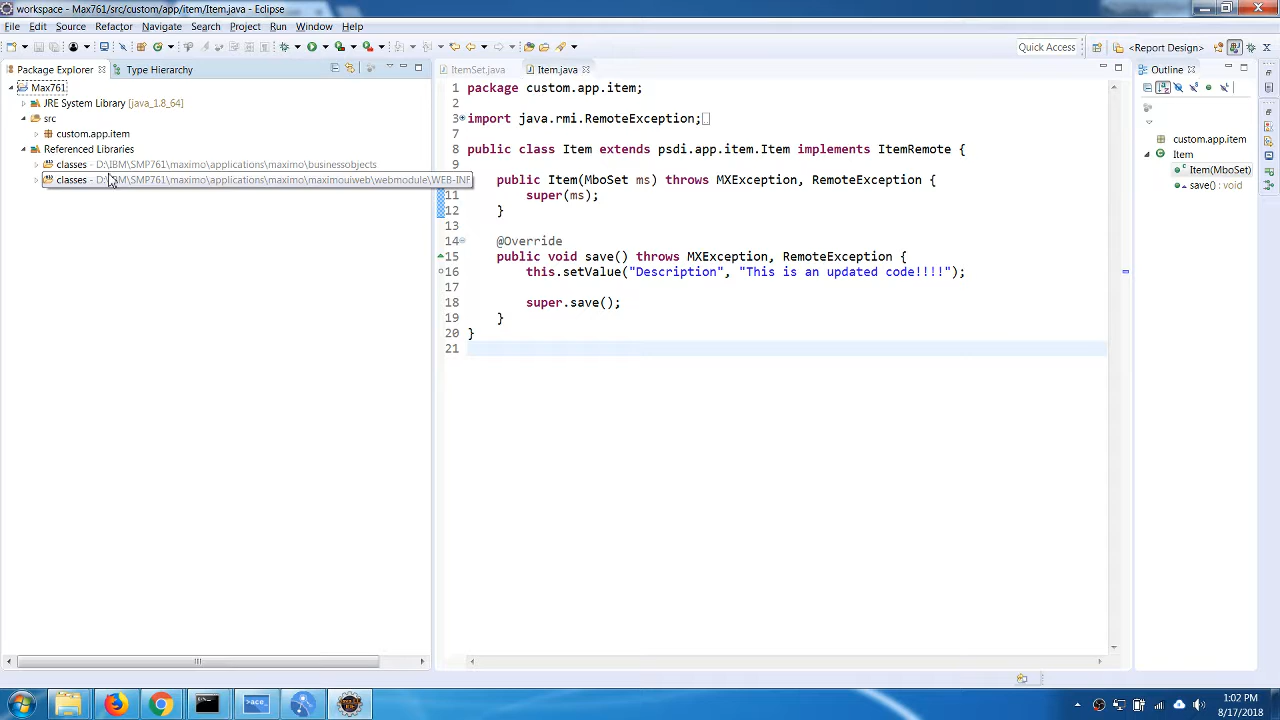 workspace - Max761/src/custom/app/item/Item.java - Eclipse
File Edit Source Refactor Navigate Search Project Run Window Help
Quick Access
<Report Design>
Package Explorer Type Hierarchy
ItemSet.java Item.java
Outline
Max761
JRE System Library [java_1.8_64]
src
custom.app.item
Referenced Libraries
classes - D:\IBM\SMP761\maximo\applications\maximo\businessobjects
classes - D:\IBM\SMP761\maximo\applications\maximo\maximouiweb\webmodule\WEB-INF
1 package custom.app.item;
2
3 import java.rmi.RemoteException;
7
8 public class Item extends psdi.app.item.Item implements ItemRemote {
9
public Item(MboSet ms) throws MXException, RemoteException {
11 super(ms);
12 }
13
14 @Override
15 public void save() throws MXException, RemoteException {
16 this.setValue("Description", "This is an updated code!!!!");
17
18 super.save();
19 }
20 }
21
custom.app.item
Item
Item(MboSet)
save() : void
>ace_
1:02 PM
8/17/2018